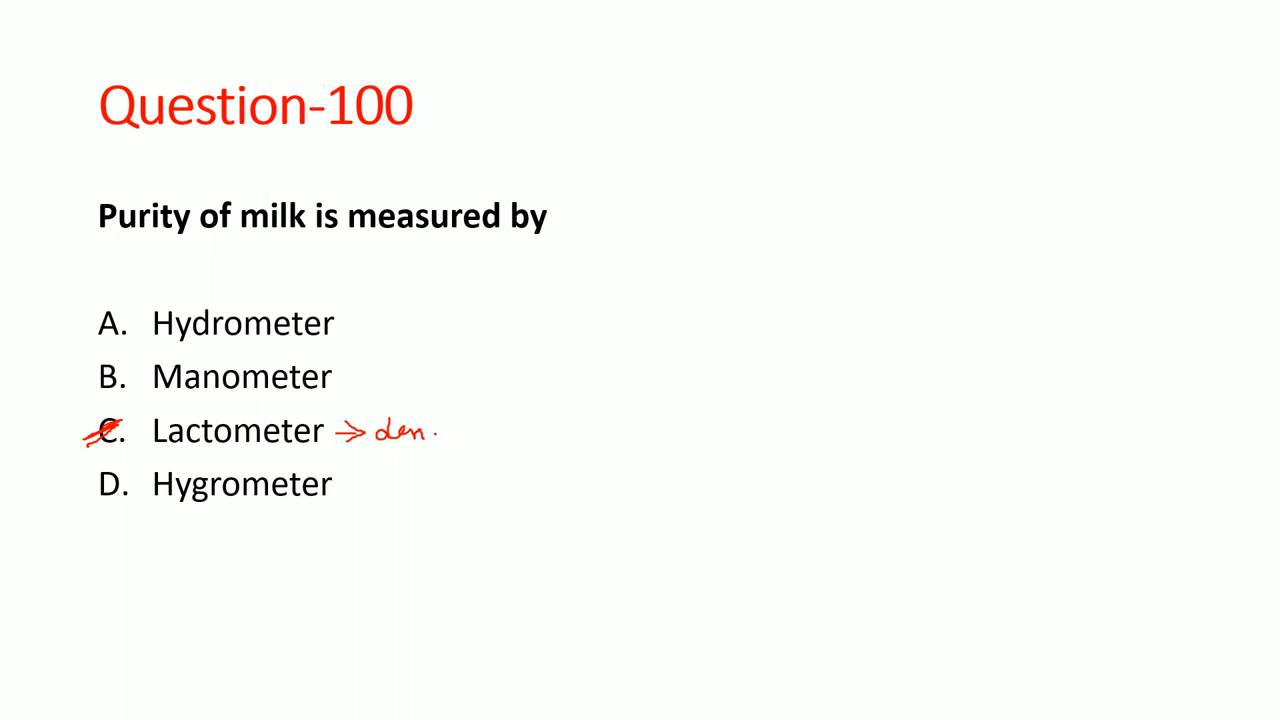 Question-100
Purity of milk is measured by
A. Hydrometer
B. Manometer
C. Lactometer → den.
D. Hygrometer